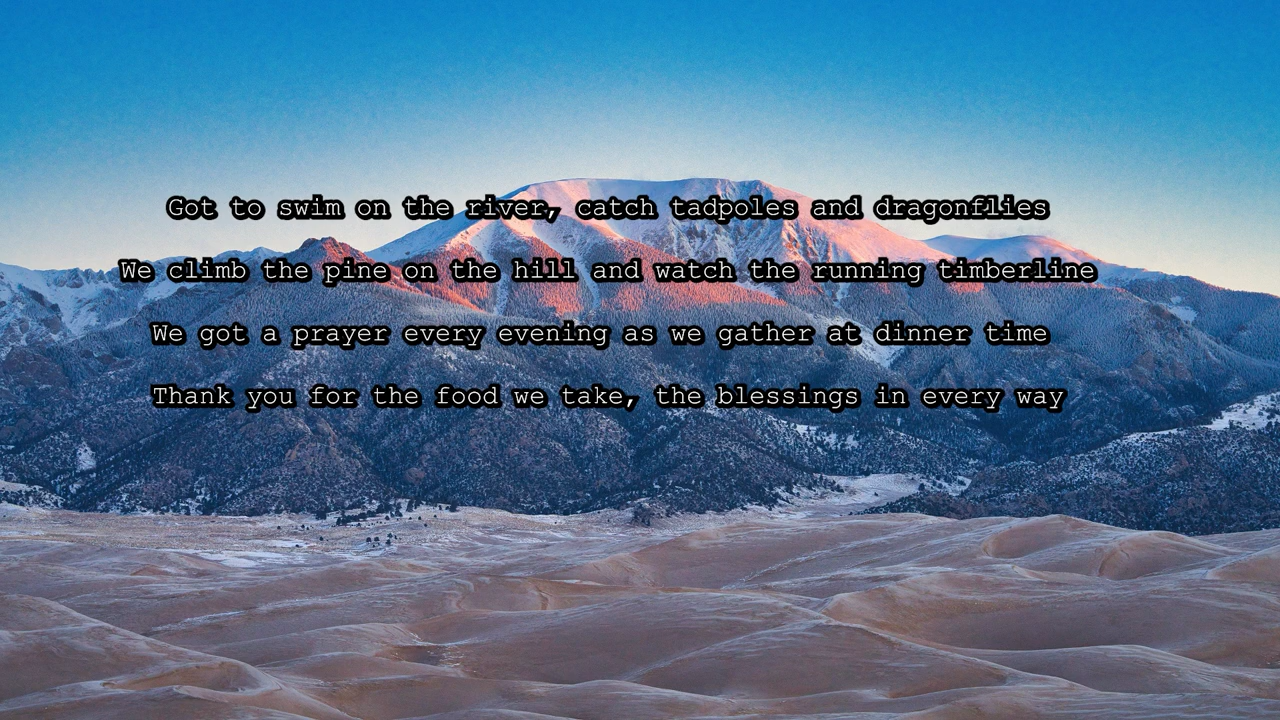 Got to swim on the river, catch tadpoles and dragonflies
We climb the pine on the hill and watch the running timberline
We got a prayer every evening as we gather at dinner time
Thank you for the food we take, the blessings in every way